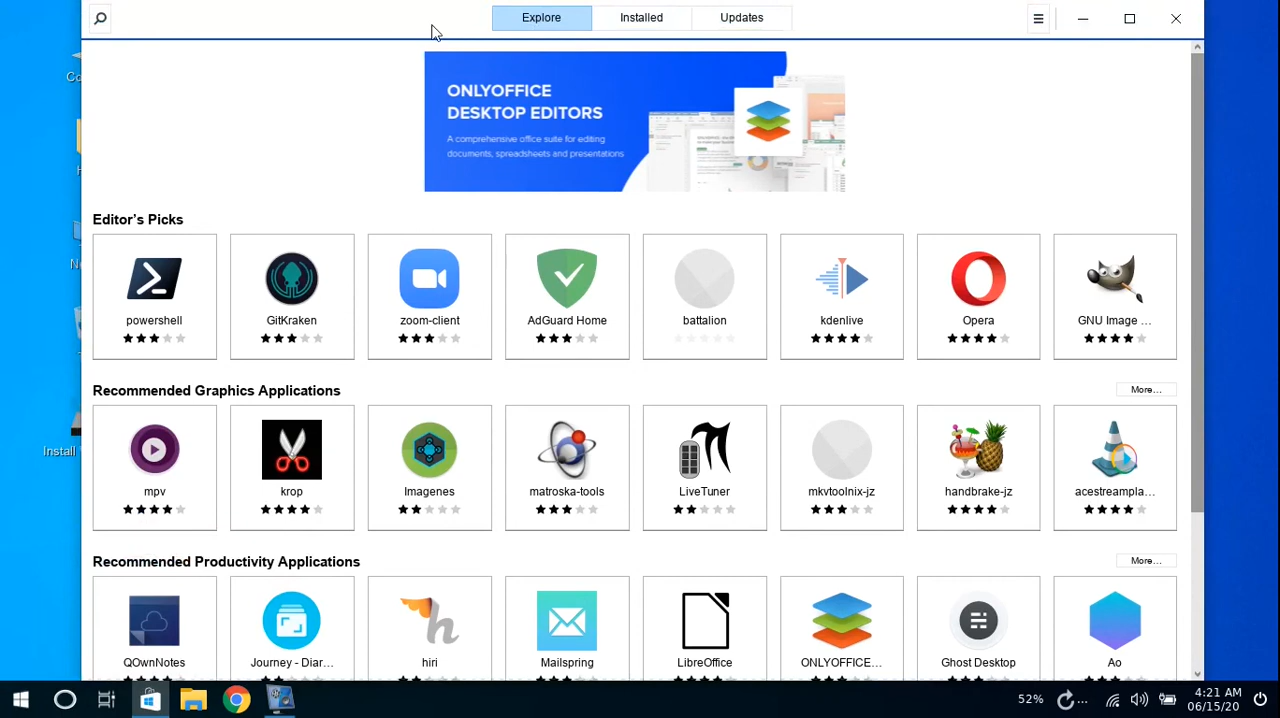 Explore Installed Updates
ONLYOFFICE
DESKTOP EDITORS
A comprehensive office suite for editing
documents, spreadsheets and presentations
Editor's Picks
powershell GitKraken zoom-client AdGuard Home battalion kdenlive Opera GNU Image ...
Recommended Graphics Applications More...
mpv krop Imagenes matroska-tools LiveTuner mkvtoolnix-jz handbrake-jz acestreampla...
Install
Recommended Productivity Applications More...
QOwnNotes Journey - Diar... hiri Mailspring LibreOffice ONLYOFFICE... Ghost Desktop Ao
52% ... 4:21 AM
06/15/20